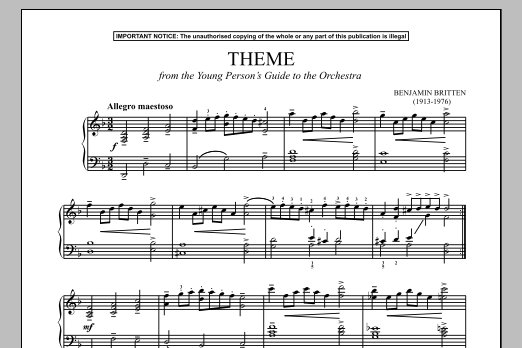 IMPORTANT NOTICE: The unauthorised copying of the whole or any part of this publication is illegal
THEME
from the Young Person's Guide to the Orchestra
BENJAMIN BRITTEN
(1913-1976)
Allegro maestoso
f
mf